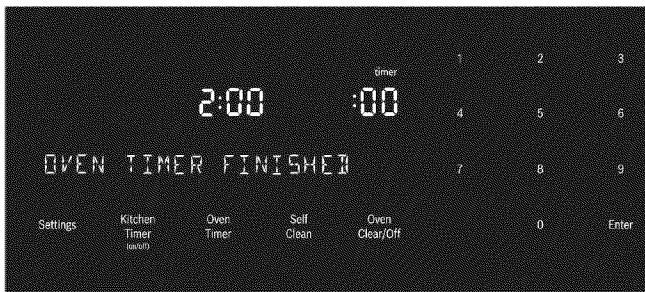 timer
2:00 :00
OVEN TIMER FINISHED
Settings
Kitchen Timer (on/off)
Oven Timer
Self Clean
Oven Clear/Off
1 2 3
4 5 6
7 8 9
0 Enter